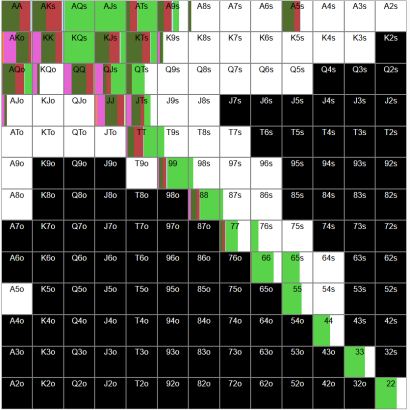 AA AKs AQs AJs ATs A9s A8s A7s A6s A5s A4s A3s A2s
AKo KK KQs KJs KTs K9s K8s K7s K6s K5s K4s K3s K2s
AQo KQo QQ QJs QTs Q9s Q8s Q7s Q6s Q5s Q4s Q3s Q2s
AJo KJo QJo JJ JTs J9s J8s J7s J6s J5s J4s J3s J2s
ATo KTo QTo JTo TT T9s T8s T7s T6s T5s T4s T3s T2s
A9o K9o Q9o J9o T9o 99 98s 97s 96s 95s 94s 93s 92s
A8o K8o Q8o J8o T8o 98o 88 87s 86s 85s 84s 83s 82s
A7o K7o Q7o J7o T7o 97o 87o 77 76s 75s 74s 73s 72s
A6o K6o Q6o J6o T6o 96o 86o 76o 66 65s 64s 63s 62s
A5o K5o Q5o J5o T5o 95o 85o 75o 65o 55 54s 53s 52s
A4o K4o Q4o J4o T4o 94o 84o 74o 64o 54o 44 43s 42s
A3o K3o Q3o J3o T3o 93o 83o 73o 63o 53o 43o 33 32s
A2o K2o Q2o J2o T2o 92o 82o 72o 62o 52o 42o 32o 22